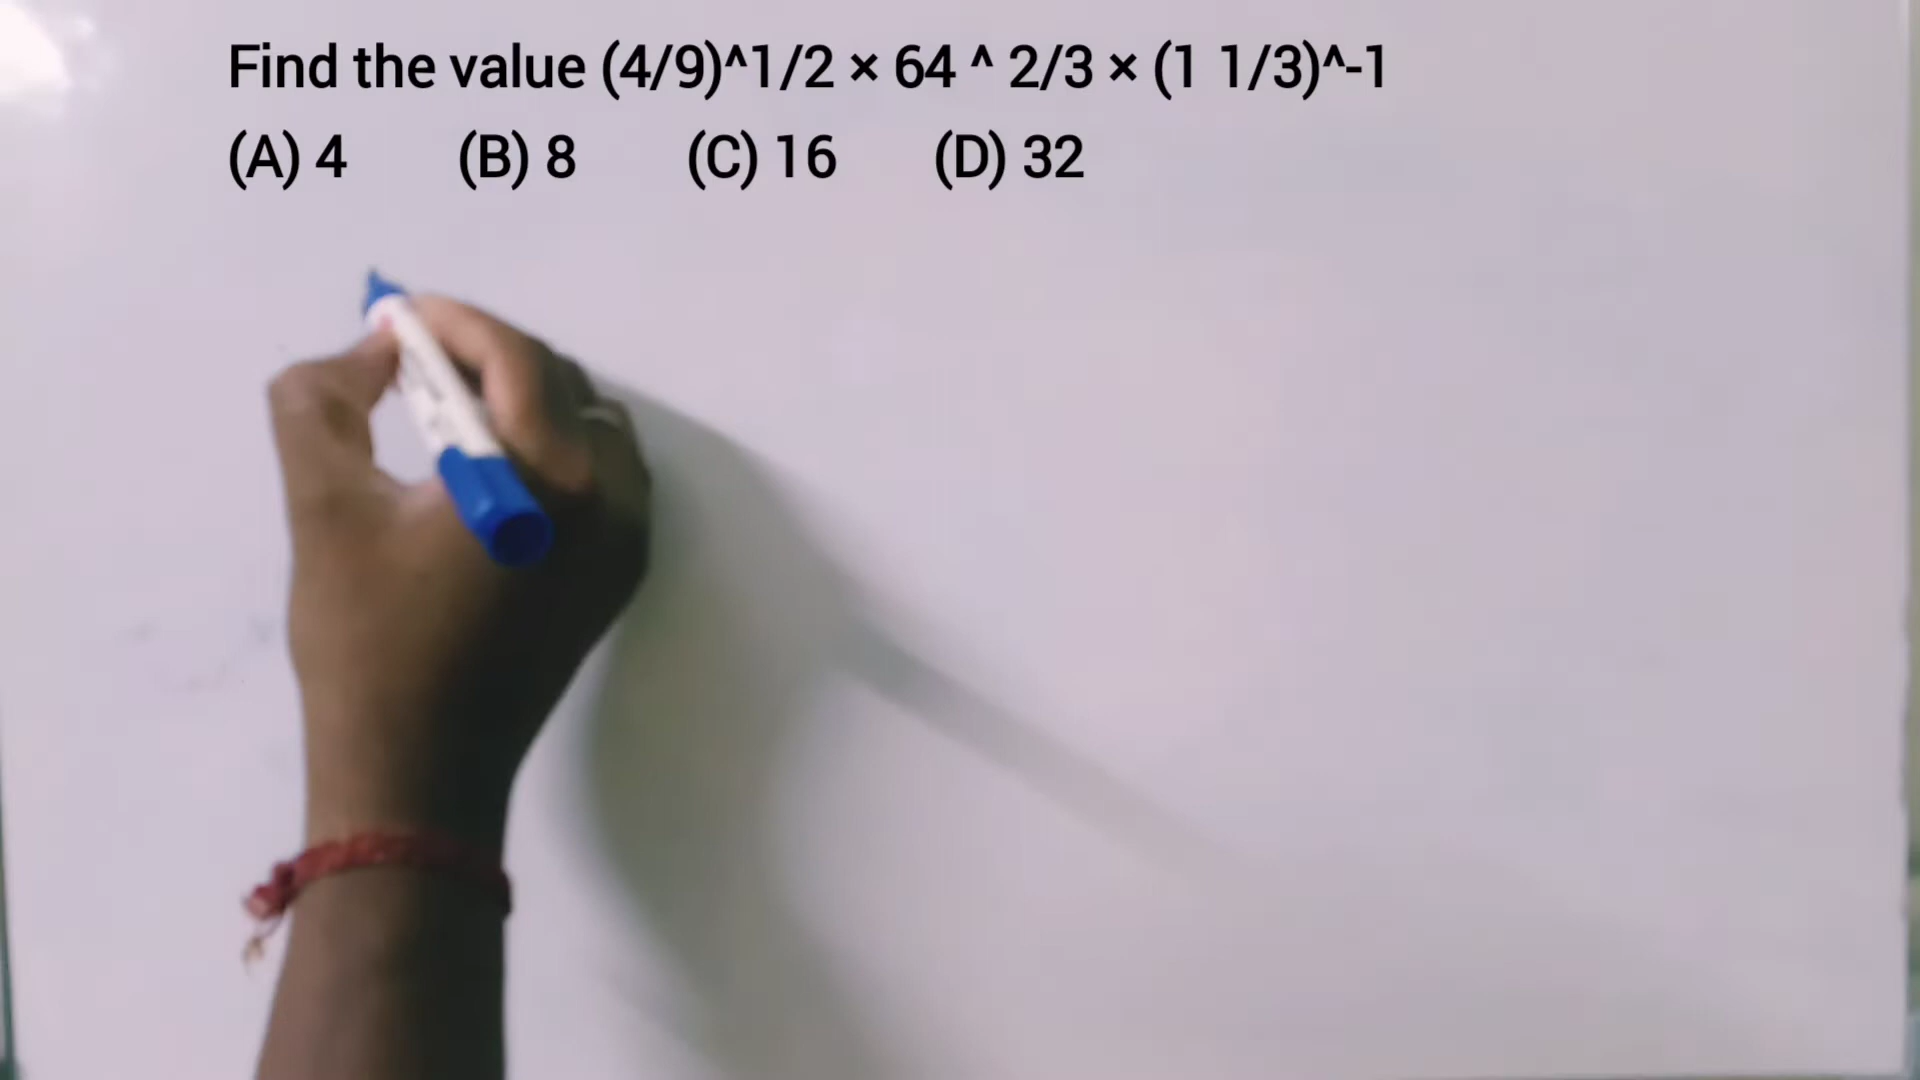 Find the value (4/9)^1/2 × 64 ^ 2/3 × (1 1/3)^-1
(A) 4 (B) 8 (C) 16 (D) 32